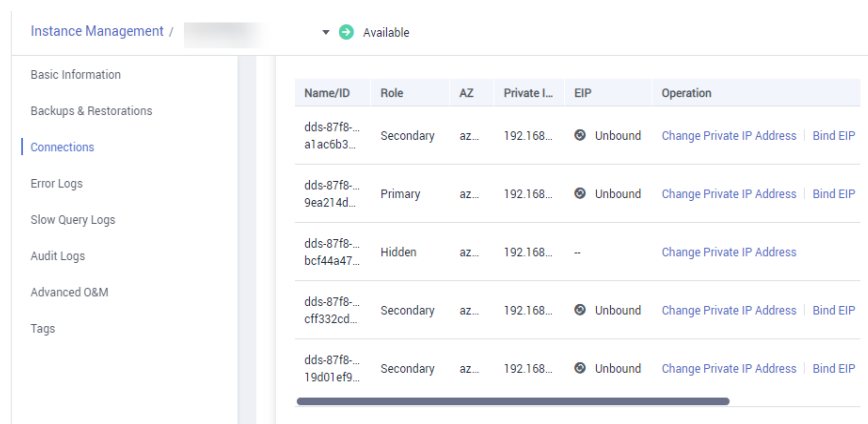 Instance Management /
Available
Basic Information
Backups & Restorations
Connections
Error Logs
Slow Query Logs
Audit Logs
Advanced O&M
Tags
Name/ID Role AZ Private I... EIP Operation
dds-87f8-...
a1ac6b3... Secondary az... 192.168... Unbound Change Private IP Address Bind EIP
dds-87f8-...
9ea214d... Primary az... 192.168... Unbound Change Private IP Address Bind EIP
dds-87f8-...
bcf44a47... Hidden az... 192.168... -- Change Private IP Address
dds-87f8-...
cff332cd... Secondary az... 192.168... Unbound Change Private IP Address Bind EIP
dds-87f8-...
19d01ef9... Secondary az... 192.168... Unbound Change Private IP Address Bind EIP